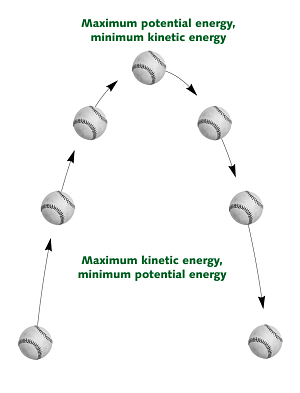 Maximum potential energy,
minimum kinetic energy
Maximum kinetic energy,
minimum potential energy